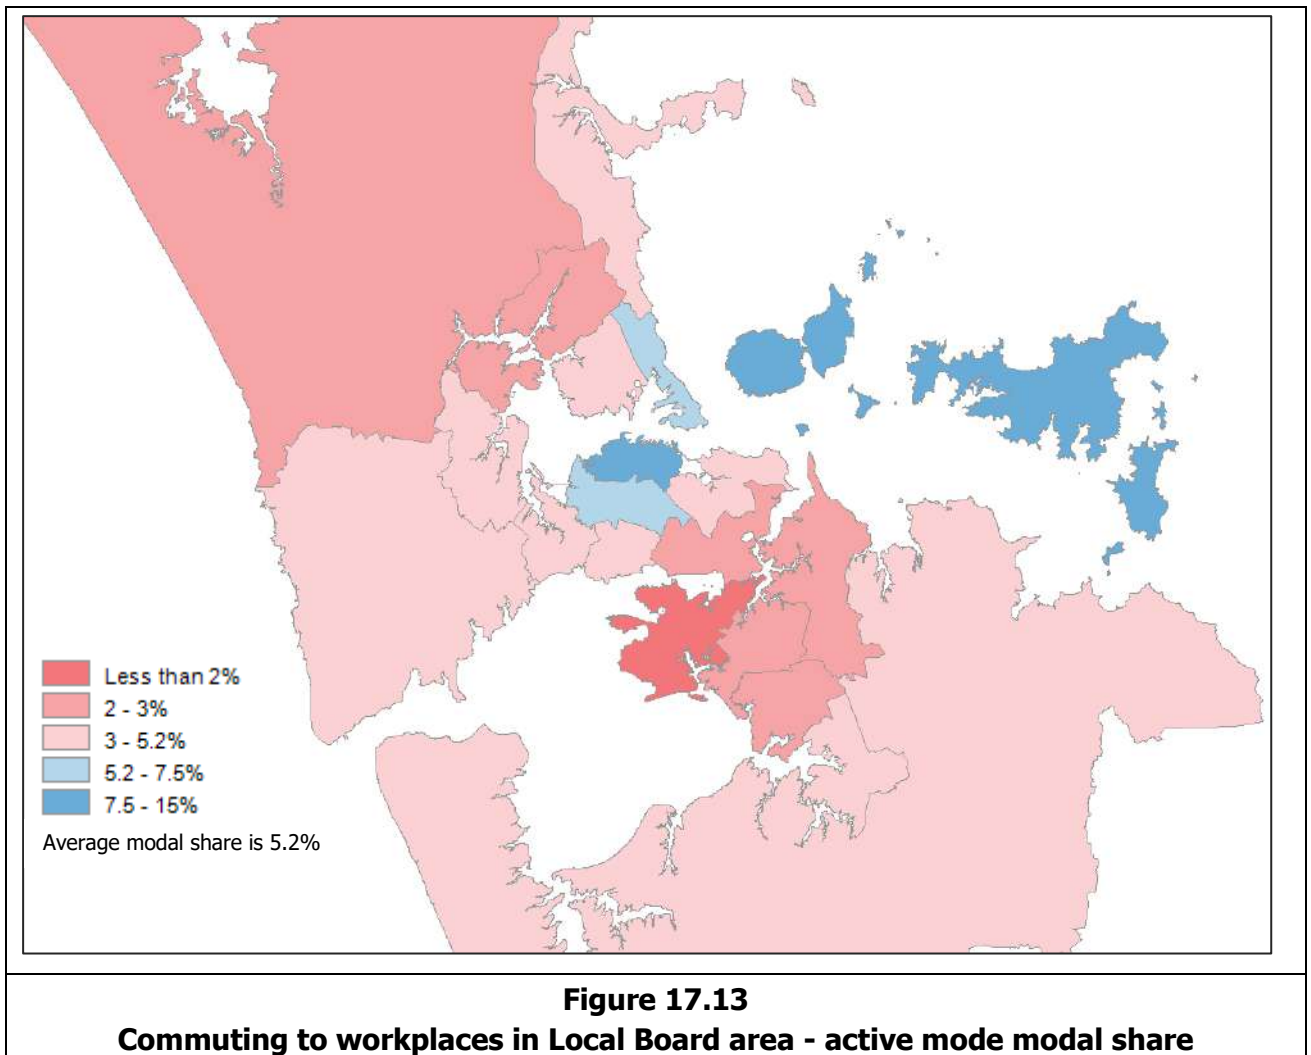 Less than 2%
2 - 3%
3 - 5.2%
5.2 - 7.5%
7.5 - 15%
Average modal share is 5.2%
Figure 17.13
Commuting to workplaces in Local Board area - active mode modal share